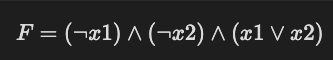 F = (¬x1) ∧ (¬x2) ∧ (x1 ∨ x2)